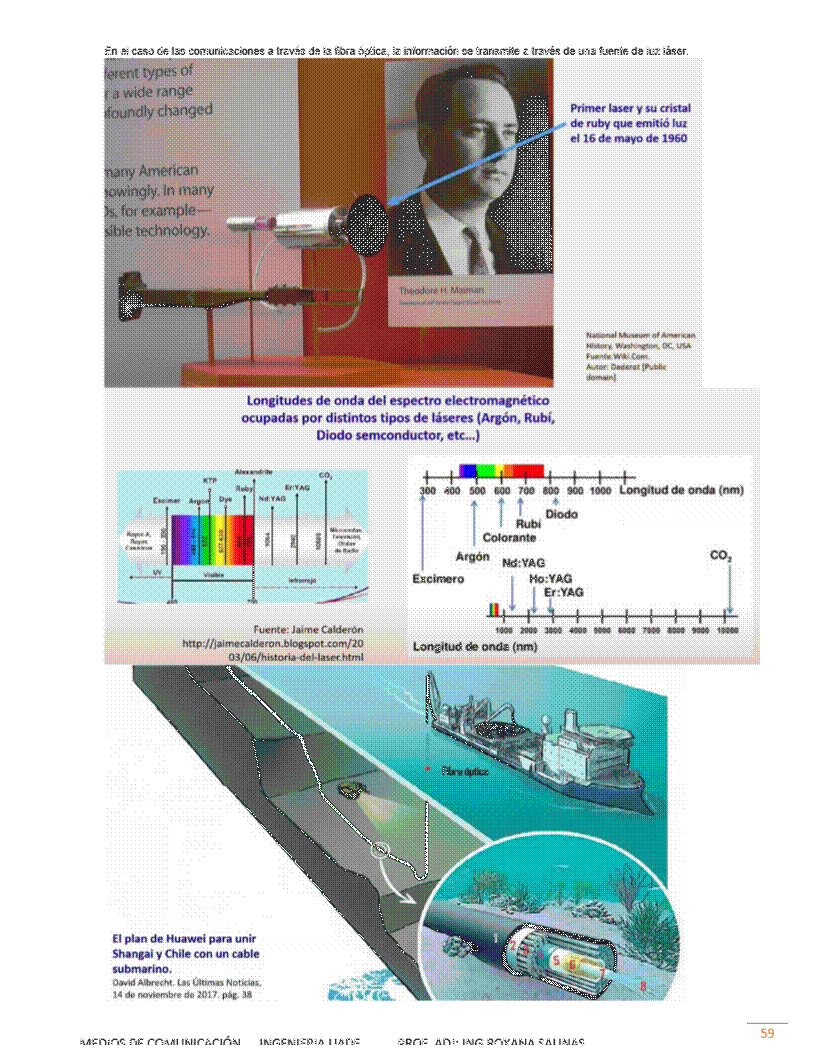 En el caso de las comunicaciones a través de la fibra óptica, la información se transmite a través de una fuente de luz láser.
ferent types of
r a wide range
foundly changed
many American
nowingly. In many
Ds, for example—
sible technology.
Theodore H. Maiman
Primer laser y su cristal
de ruby que emitió luz
el 16 de mayo de 1960
National Museum of American
History, Washington, DC, USA
Fuente:Wiki.Com.
Autor: Daderot [Public
domain]
Longitudes de onda del espectro electromagnético
ocupadas por distintos tipos de láseres (Argón, Rubí,
Diodo semconductor, etc...)
Alexandrite
KTP
CO2
Ruby
Er:YAG
Excimer
Argon
Dye
Nd:YAG
Rayos X,
Rayos
Cósmicos
Microondas,
Televisión,
Ondas
de Radio
UV
Visible
Infrarrojo
400
700
300 400 500 600 700 800 900 1000 Longitud de onda (nm)
Diodo
Rubí
Colorante
Argón
Nd:YAG
CO2
Excimero
Ho:YAG
Er:YAG
1000 2000 3000 4000 5000 6000 7000 8000 9000 10000
Longitud de onda (nm)
Fuente: Jaime Calderón
http://jaimecalderon.blogspot.com/20
03/06/historia-del-laser.html
Fibra óptica
1
2
3
5
6
7
8
El plan de Huawei para unir
Shangai y Chile con un cable
submarino.
David Albrecht. Las Últimas Noticias,
14 de noviembre de 2017. pág. 38
59
MEDIOS DE COMUNICACIÓN INGENIERIA UADE PROF. ADJ: ING ROXANA SALINAS